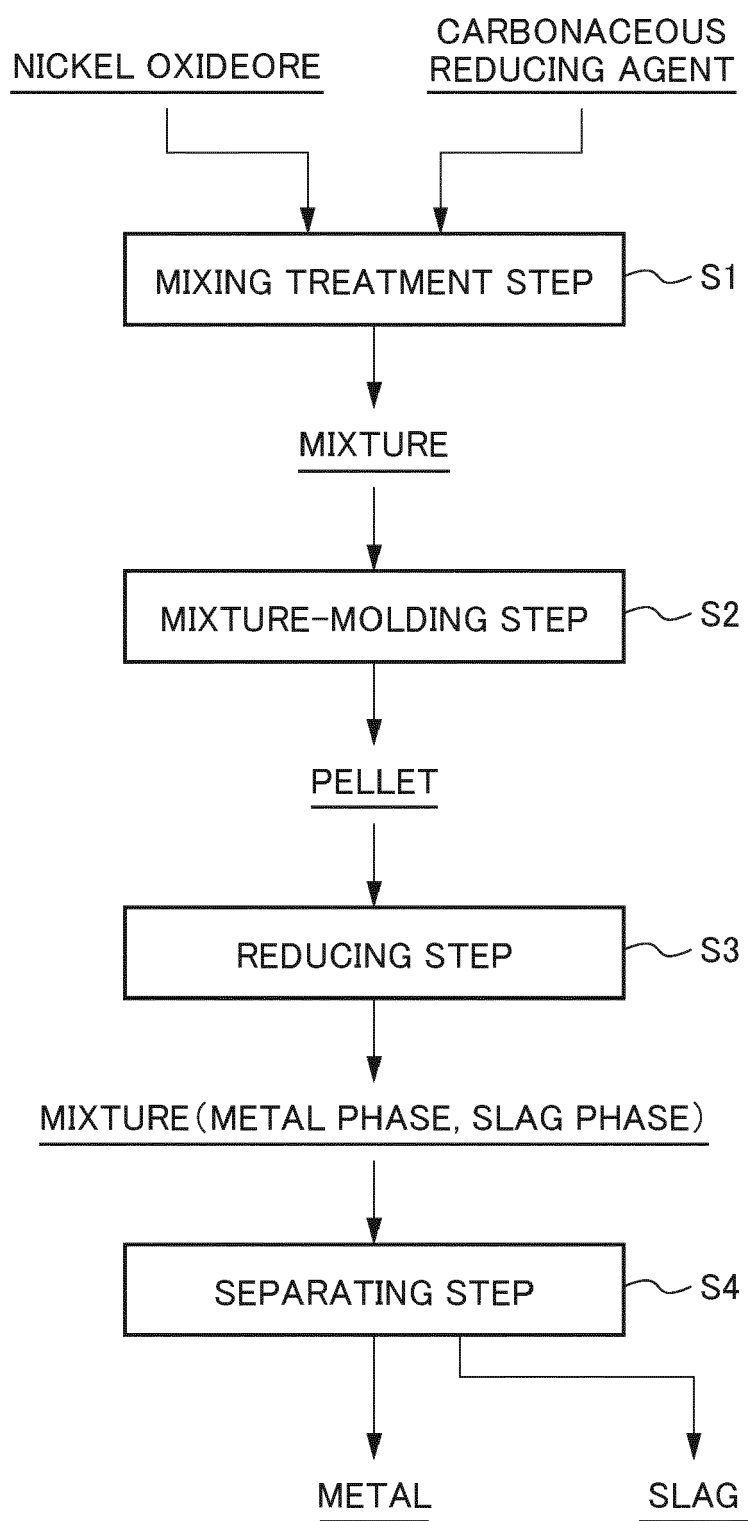 NICKEL OXIDEORE
CARBONACEOUS
REDUCING AGENT
MIXING TREATMENT STEP
S1
MIXTURE
MIXTURE-MOLDING STEP
S2
PELLET
REDUCING STEP
S3
MIXTURE(METAL PHASE, SLAG PHASE)
SEPARATING STEP
S4
METAL
SLAG